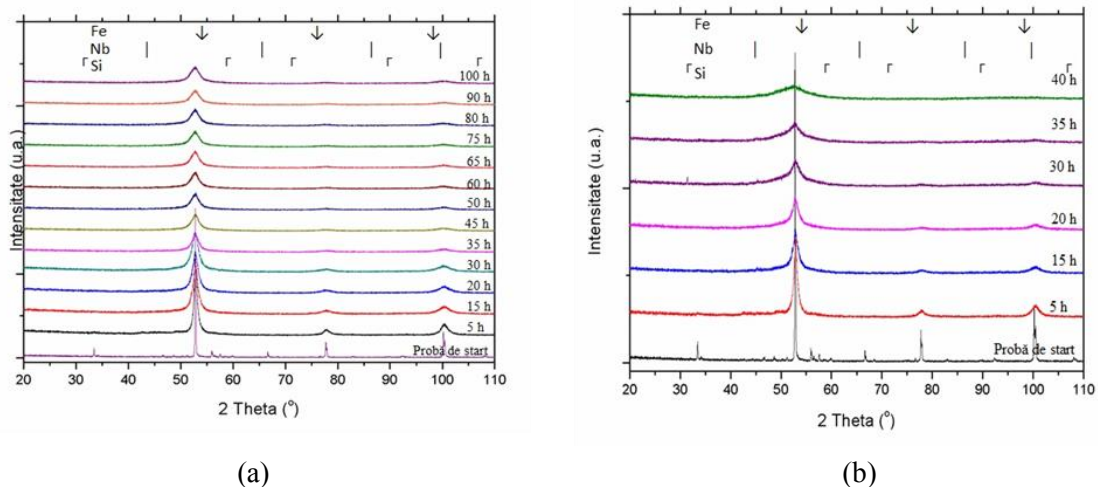 Fe
Nb
Si
100 h
90 h
80 h
75 h
65 h
60 h
50 h
45 h
35 h
30 h
20 h
15 h
5 h
Probă de start
Intensitate (u.a.)
20 30 40 50 60 70 80 90 100 110
2 Theta (°)
(a)
Fe
Nb
Si
40 h
35 h
30 h
20 h
15 h
5 h
Probă de start
Intensitate (u.a.)
20 30 40 50 60 70 80 90 100 110
2 Theta (°)
(b)